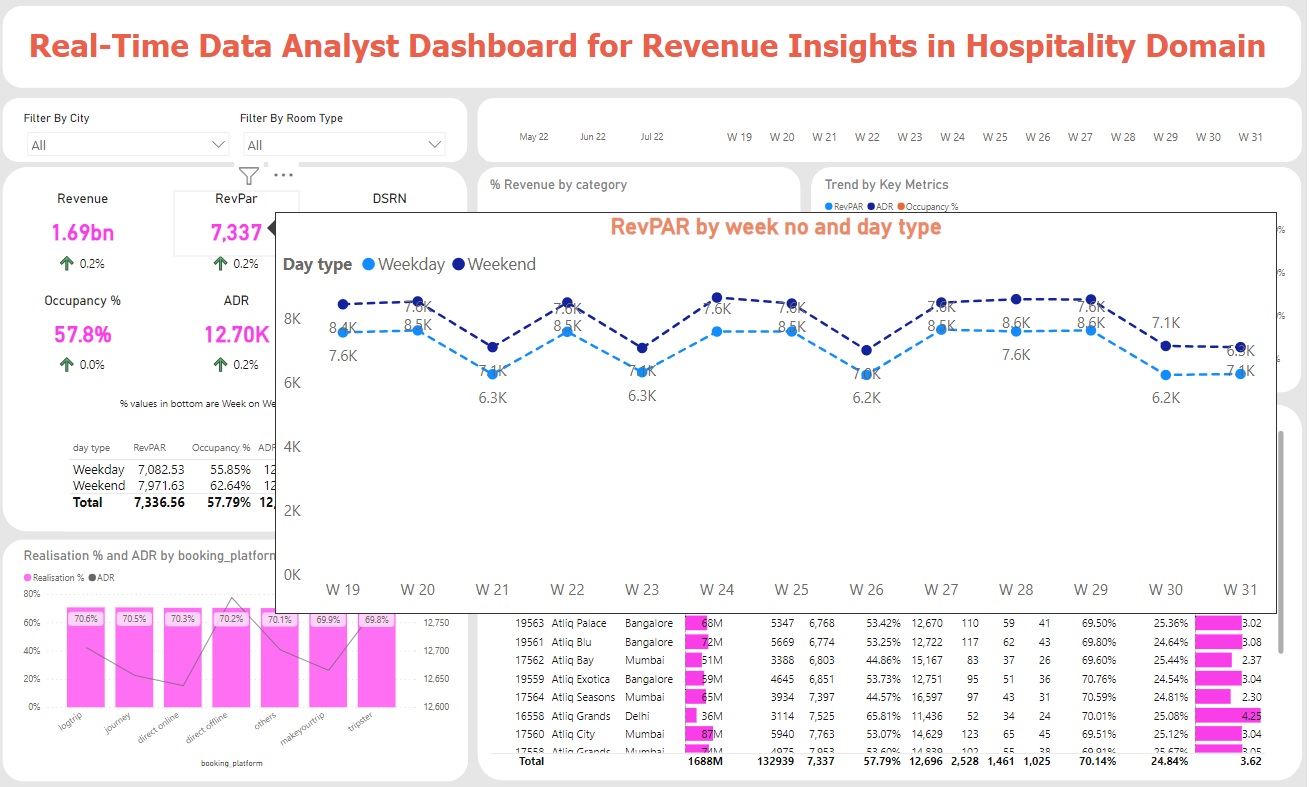 Real-Time Data Analyst Dashboard for Revenue Insights in Hospitality Domain
Filter By City
Filter By Room Type
All
All
May 22 Jun 22 Jul 22 W 19 W 20 W 21 W 22 W 23 W 24 W 25 W 26 W 27 W 28 W 29 W 30 W 31
Revenue
RevPar
DSRN
1.69bn
7,337
0.2%
0.2%
Occupancy %
ADR
57.8%
12.70K
0.0%
0.2%
% values in bottom are Week on We
day type RevPAR Occupancy % ADR
Weekday 7,082.53 55.85% 12
Weekend 7,971.63 62.64% 12
Total 7,336.56 57.79% 12,
% Revenue by category
Trend by Key Metrics
RevPAR ADR Occupancy %
RevPAR by week no and day type
Day type Weekday Weekend
8K
6K
4K
2K
0K
8.4K 7.6K 7.6K 7.6K 7.6K 7.6K 7.6K 7.1K
8.5K 8.5K 8.5K 8.5K 8.6K 8.6K 6.3K
7.6K 7.1K 7.1K 7.0K 7.6K 7.1K
6.3K 6.3K 6.2K 6.2K
W 19 W 20 W 21 W 22 W 23 W 24 W 25 W 26 W 27 W 28 W 29 W 30 W 31
Realisation % and ADR by booking_platform
Realisation % ADR
80%
60%
40%
20%
0%
70.6% 70.5% 70.3% 70.2% 70.1% 69.9% 69.8%
12,750
12,700
12,650
12,600
logtrip journey direct online direct offline others makeyourtrip tripster
booking_platform
19563 Atliq Palace Bangalore 68M 5347 6,768 53.42% 12,670 110 59 41 69.50% 25.36% 3.02
19561 Atliq Blu Bangalore 72M 5669 6,774 53.25% 12,722 117 62 43 69.80% 24.64% 3.08
17562 Atliq Bay Mumbai 51M 3388 6,803 44.86% 15,167 83 37 26 69.60% 25.44% 2.37
19559 Atliq Exotica Bangalore 59M 4645 6,851 53.73% 12,751 95 51 36 70.76% 24.54% 3.04
17564 Atliq Seasons Mumbai 65M 3934 7,397 44.57% 16,597 97 43 31 70.59% 24.81% 2.30
16558 Atliq Grands Delhi 36M 3114 7,525 65.81% 11,436 52 34 24 70.01% 25.08% 4.25
17560 Atliq City Mumbai 87M 5940 7,763 53.07% 14,629 123 65 45 69.51% 25.12% 3.04
17558 Atliq Grands Mumbai 74M 4975 7,953 53.60% 14,839 102 55 38 69.91% 25.67% 3.05
Total 1688M 132939 7,337 57.79% 12,696 2,528 1,461 1,025 70.14% 24.84% 3.62